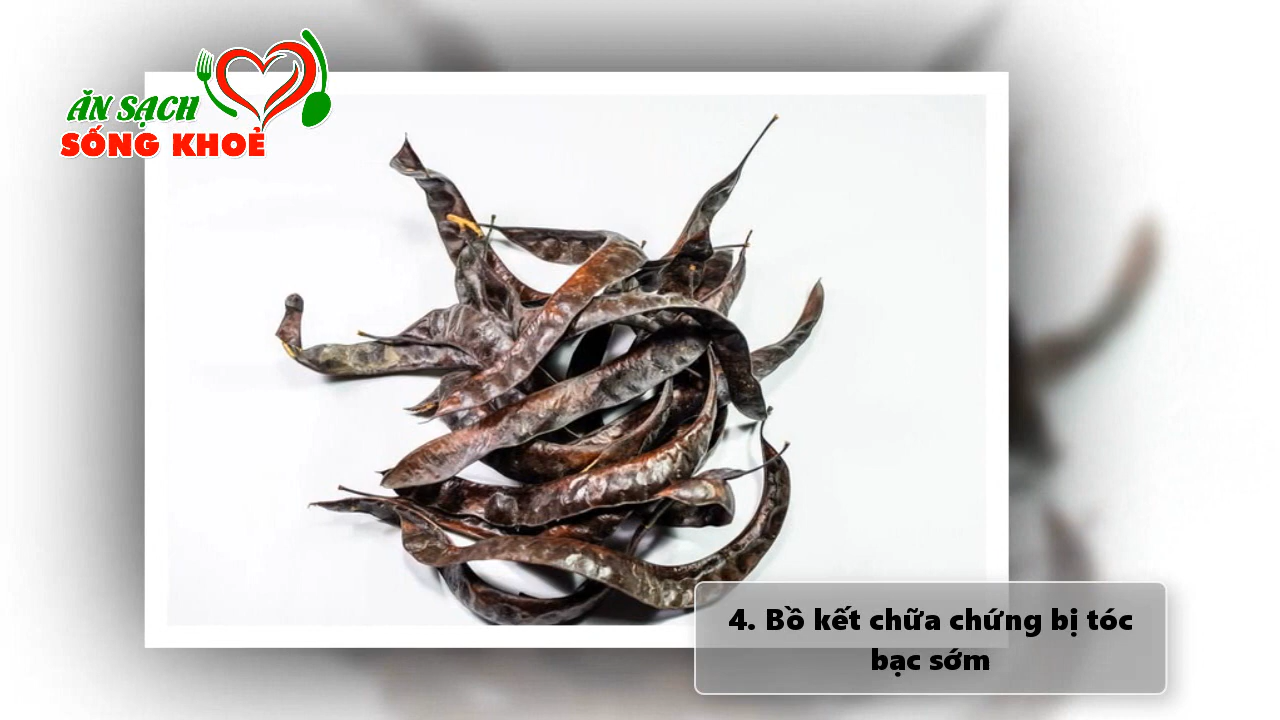 ĂN SẠCH
SỐNG KHOẺ
4. Bồ kết chữa chứng bị tóc
bạc sớm